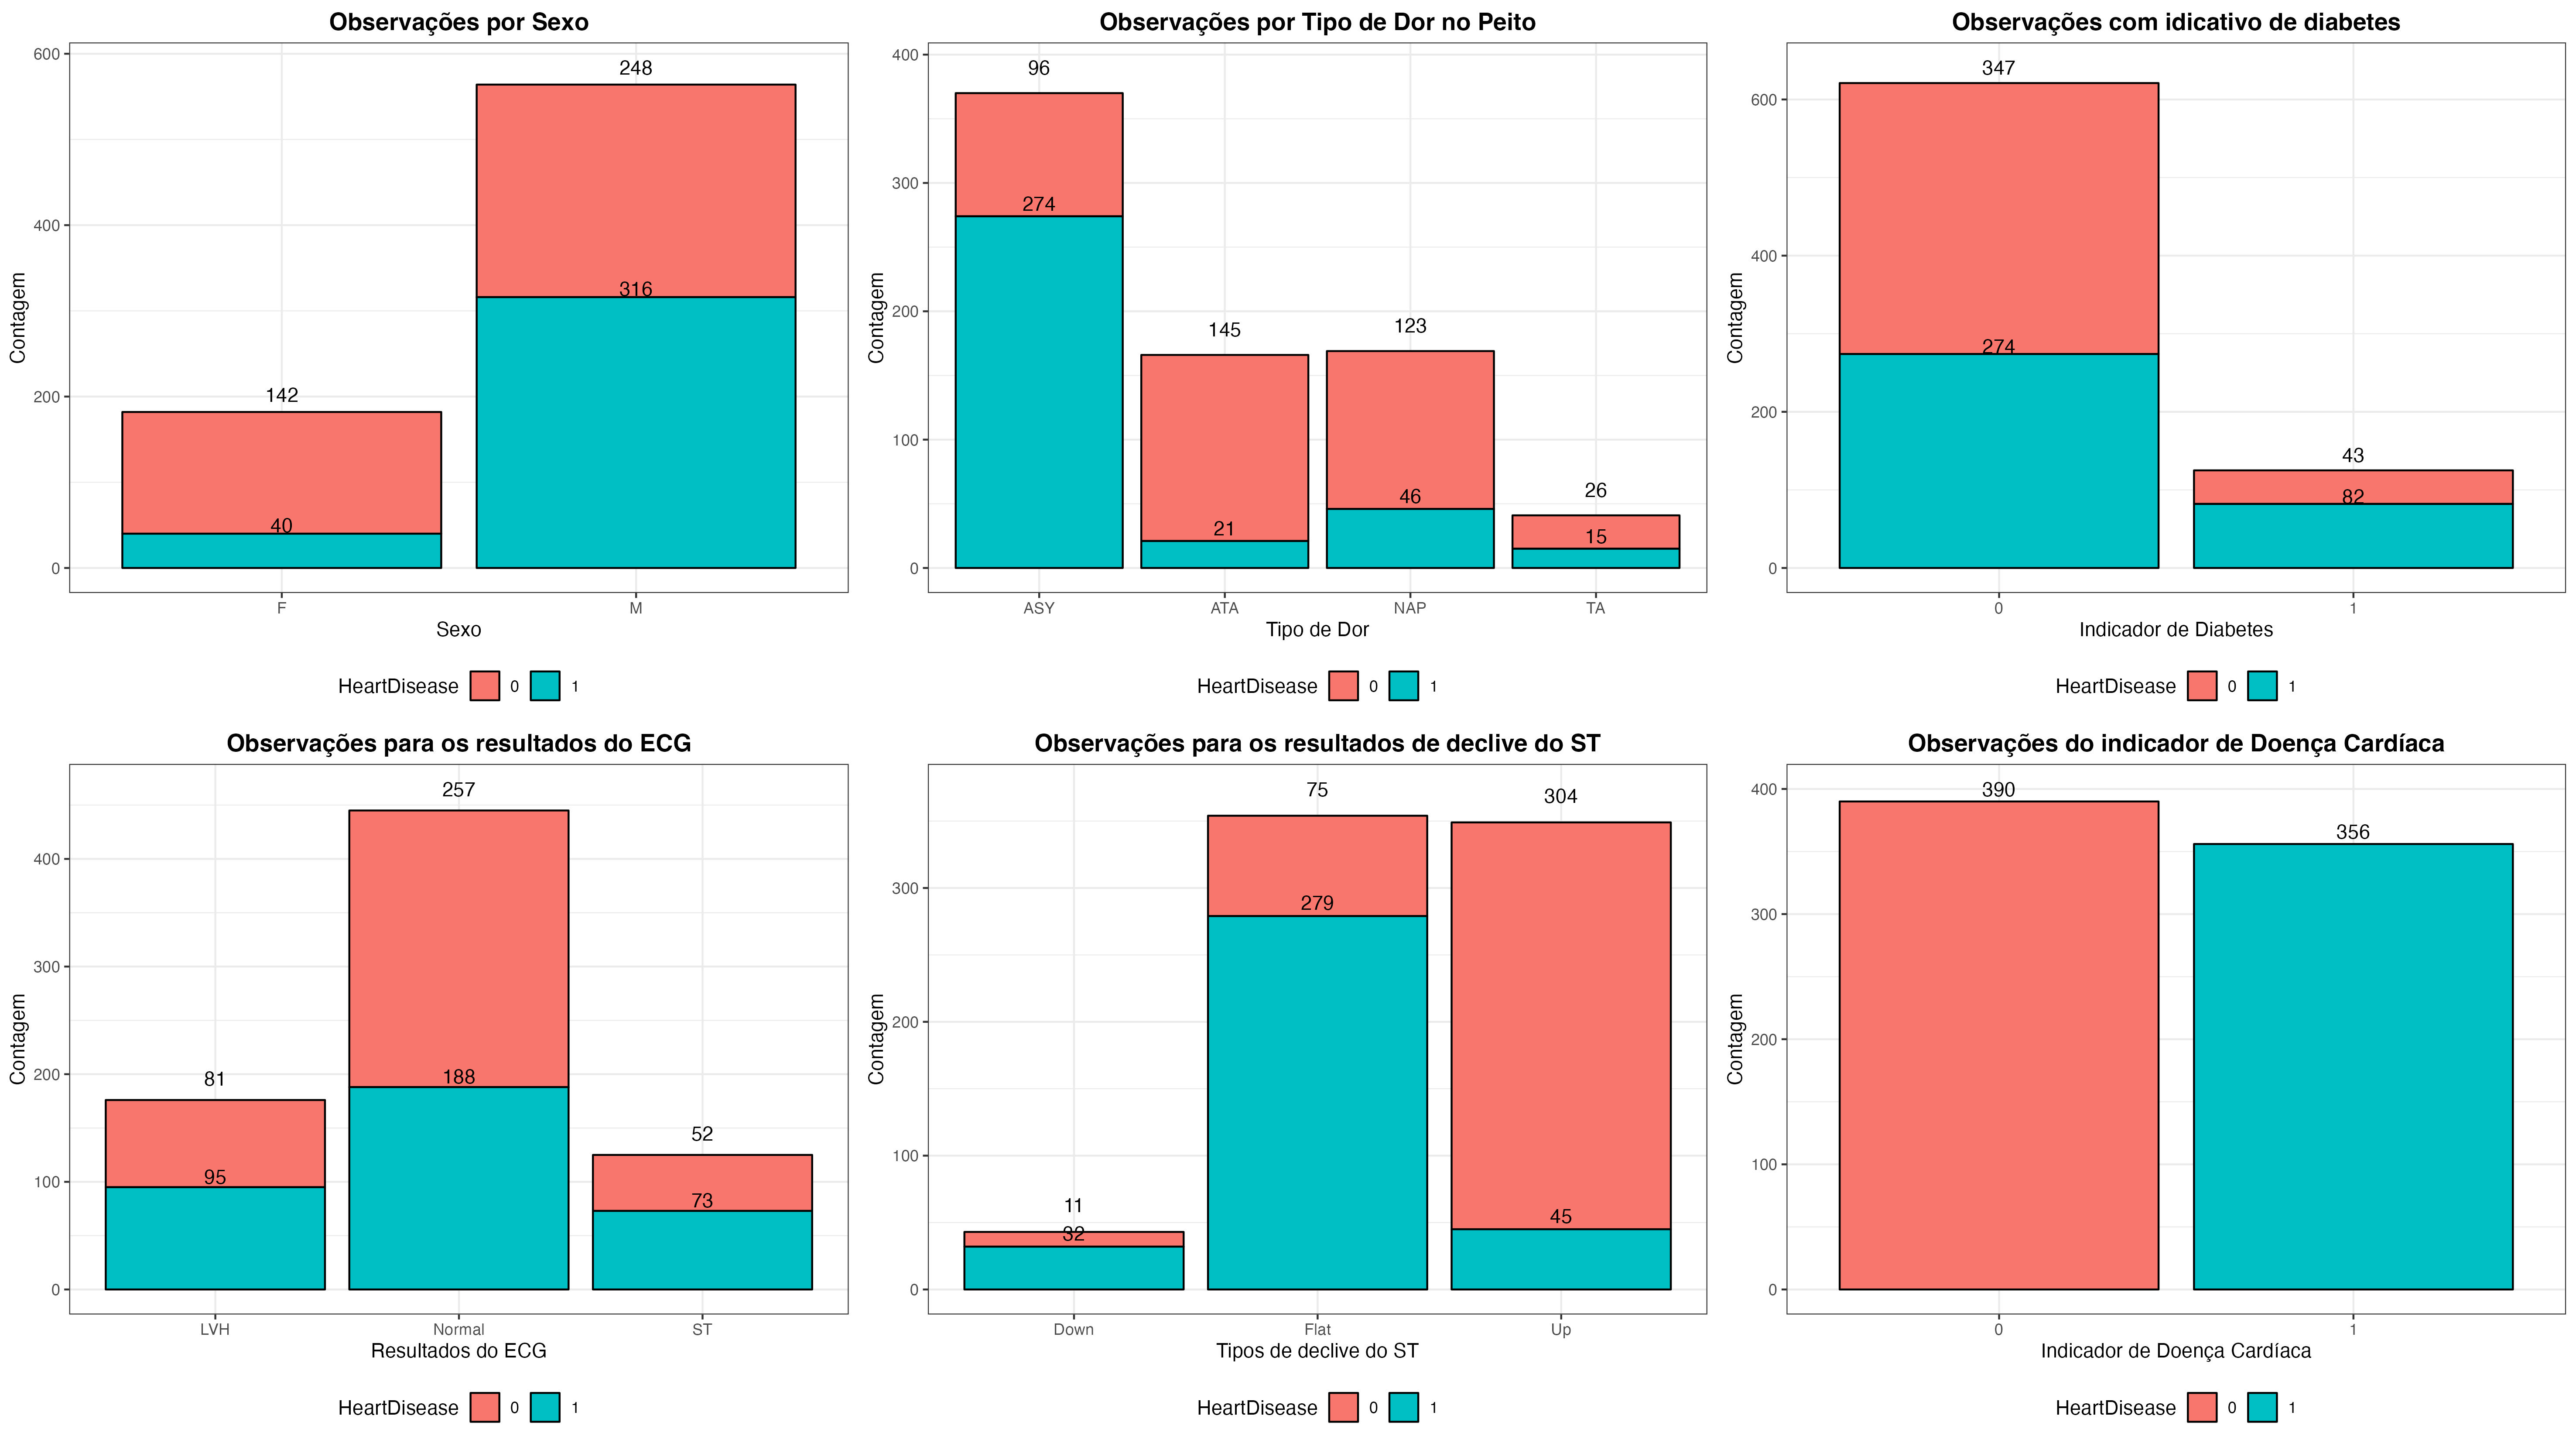 Observações por Sexo
600
400
200
0
Contagem
248
316
142
40
F
M
Sexo
HeartDisease 0 1
Observações por Tipo de Dor no Peito
400
300
200
100
0
Contagem
96
274
145
21
123
46
26
15
ASY
ATA
NAP
TA
Tipo de Dor
HeartDisease 0 1
Observações com idicativo de diabetes
600
400
200
0
Contagem
347
274
43
82
0
1
Indicador de Diabetes
HeartDisease 0 1
Observações para os resultados do ECG
400
300
200
100
0
Contagem
81
95
257
188
52
73
LVH
Normal
ST
Resultados do ECG
HeartDisease 0 1
Observações para os resultados de declive do ST
300
200
100
0
Contagem
11
32
75
279
304
45
Down
Flat
Up
Tipos de declive do ST
HeartDisease 0 1
Observações do indicador de Doença Cardíaca
400
300
200
100
0
Contagem
390
356
0
1
Indicador de Doença Cardíaca
HeartDisease 0 1